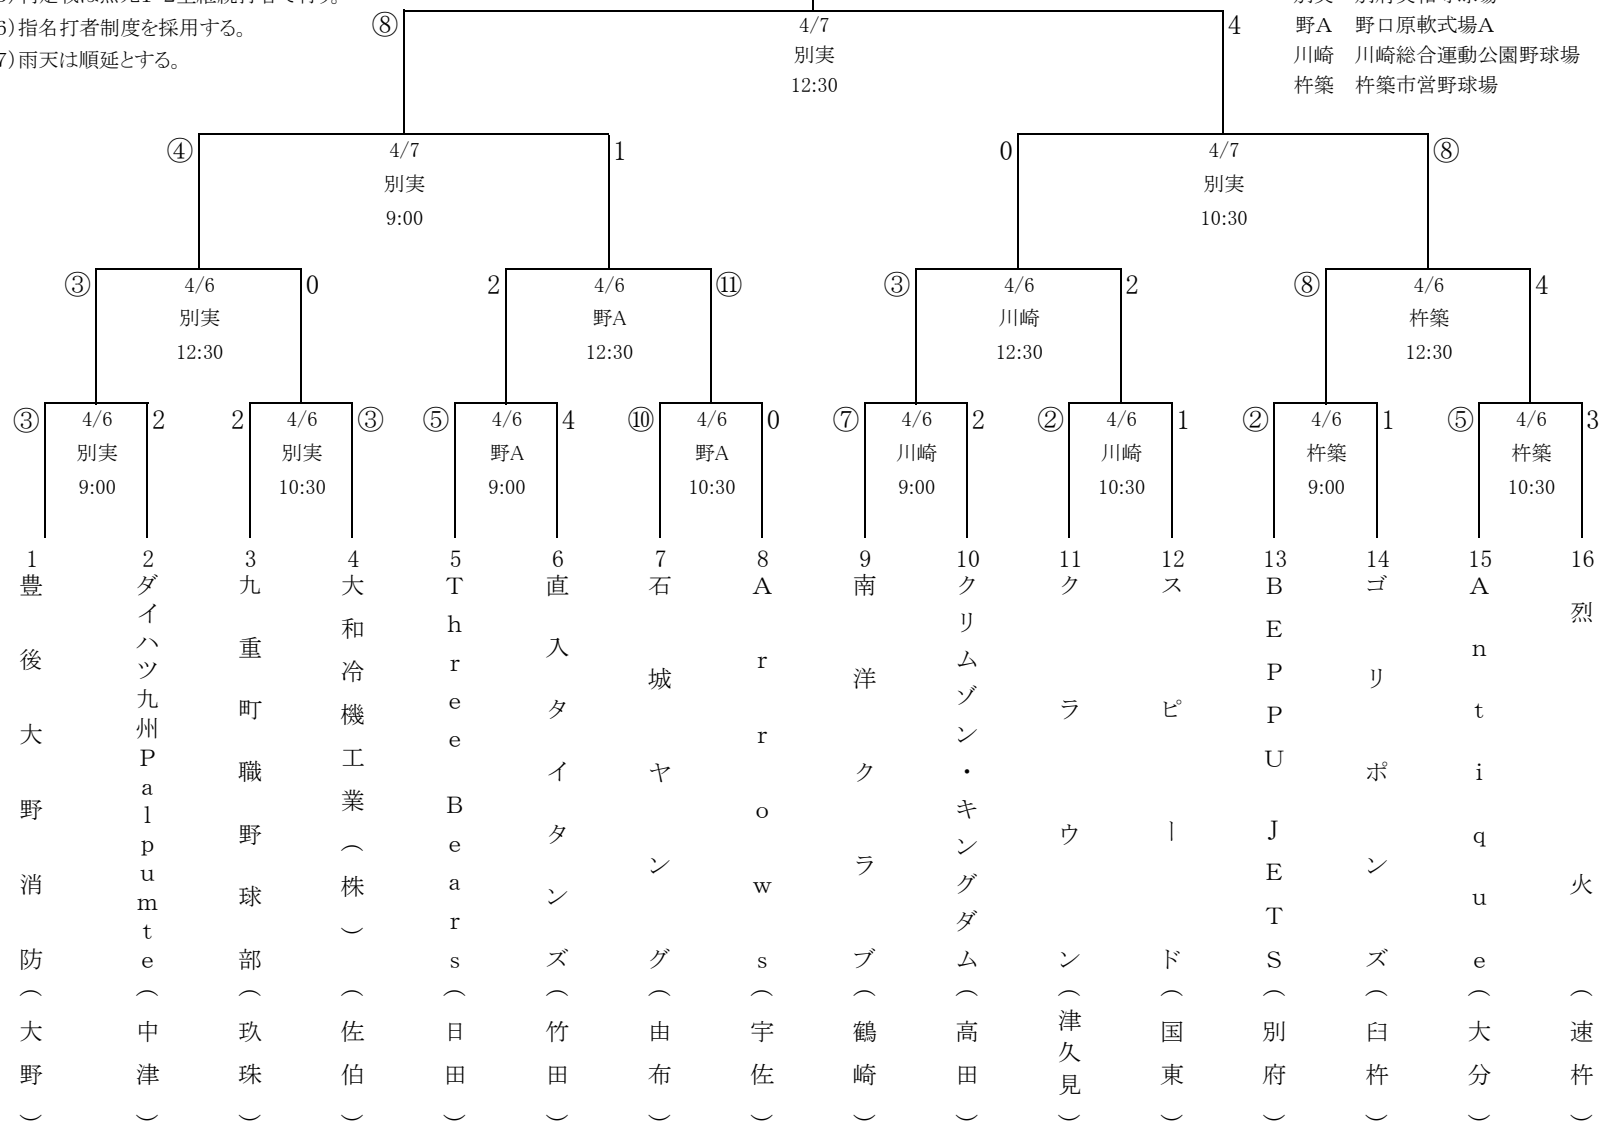 6)指名打者制度を採用する。
7)雨天は順延とする。
野A　野口原軟式場A
川崎　川崎総合運動公園野球場
杵築　杵築市営野球場
⑧ 4/7 4
別実
12:30
④ 4/7 1
別実
9:00
0 4/7 ⑧
別実
10:30
③ 4/6 0
別実
12:30
2 4/6 ⑪
野A
12:30
③ 4/6 2
川崎
12:30
⑧ 4/6 4
杵築
12:30
③ 4/6 2
別実
9:00
2 4/6 ③
別実
10:30
⑤ 4/6 4
野A
9:00
⑩ 4/6 0
野A
10:30
⑦ 4/6 2
川崎
9:00
② 4/6 1
川崎
10:30
② 4/6 1
杵築
9:00
⑤ 4/6 3
杵築
10:30
1 豊後大野消防(大野)
2 ダイハツ九州Palpumte(中津)
3 九重町職野球部(玖珠)
4 大和冷機工業(株)(佐伯)
5 Three Bears(日田)
6 直入タイタンズ(竹田)
7 石城ヤング(由布)
8 Arrows(宇佐)
9 南洋クラブ(鶴崎)
10 クリムゾン・キングダム(高田)
11 クラウン(津久見)
12 スピード(国東)
13 BEPPU JETS(別府)
14 ゴリポンズ(臼杵)
15 Antique(大分)
16 烈火(速杵)